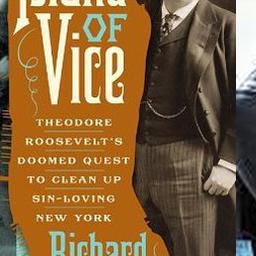 OF
Vice
THEODORE
ROOSEVELT'S
DOOMED QUEST
TO CLEAN UP
SIN-LOVING
NEW YORK
Richard